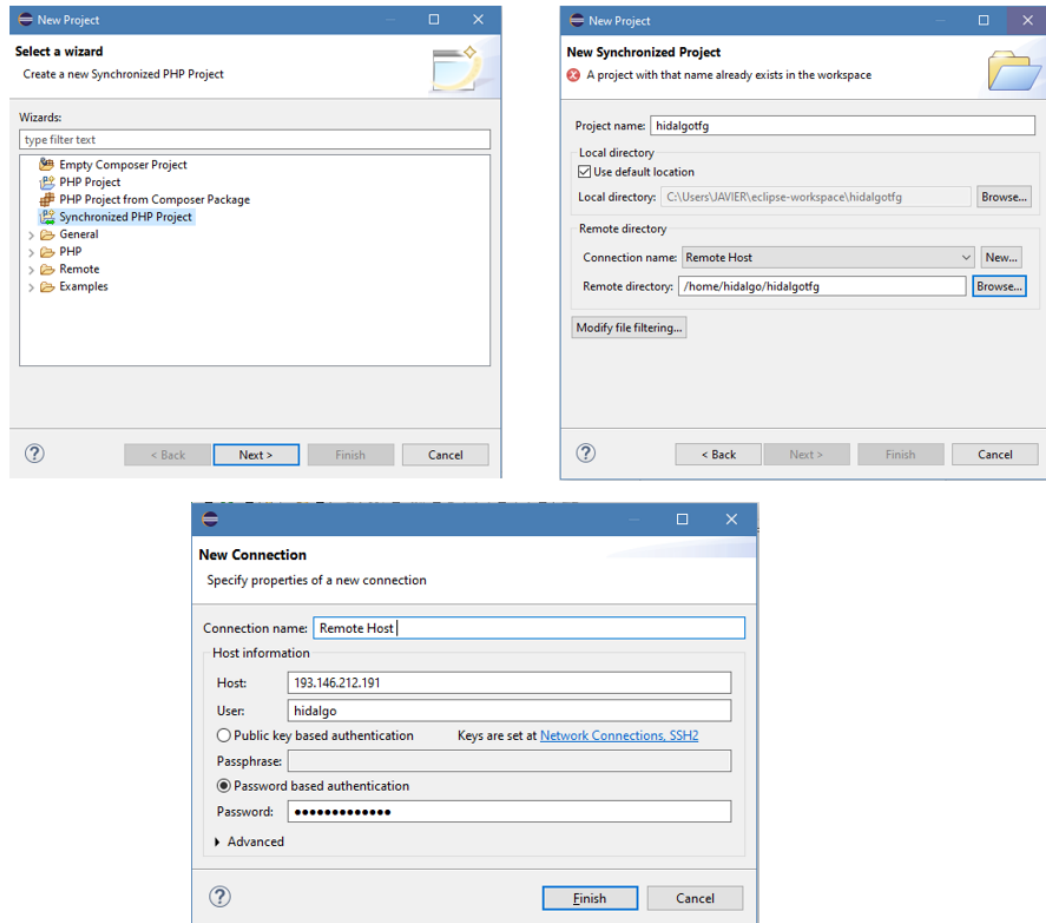 New Project
Select a wizard
Create a new Synchronized PHP Project
Wizards:
type filter text
Empty Composer Project
PHP Project
PHP Project from Composer Package
Synchronized PHP Project
General
PHP
Remote
Examples
< Back Next > Finish Cancel
New Project
New Synchronized Project
A project with that name already exists in the workspace
Project name: hidalgotfg
Local directory
Use default location
Local directory: C:\Users\JAVIER\eclipse-workspace\hidalgotfg Browse...
Remote directory
Connection name: Remote Host New...
Remote directory: /home/hidalgo/hidalgotfg Browse...
Modify file filtering...
< Back Next > Finish Cancel
New Connection
Specify properties of a new connection
Connection name: Remote Host
Host information
Host: 193.146.212.191
User: hidalgo
Public key based authentication Keys are set at Network Connections, SSH2
Passphrase:
Password based authentication
Password: •••••••••••••
Advanced
Finish Cancel